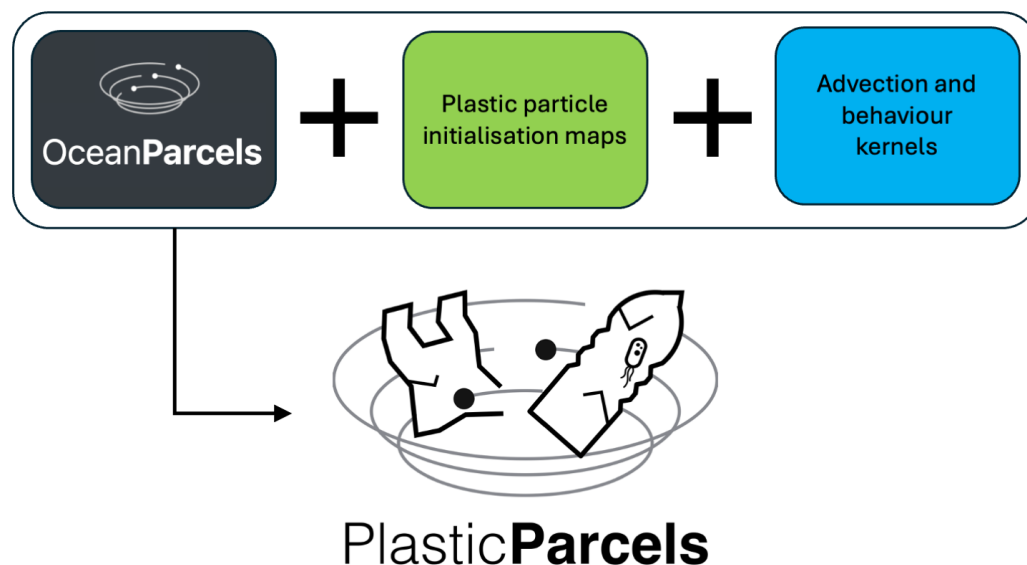 OceanParcels
Plastic particle
initialisation maps
Advection and
behaviour
kernels
PlasticParcels